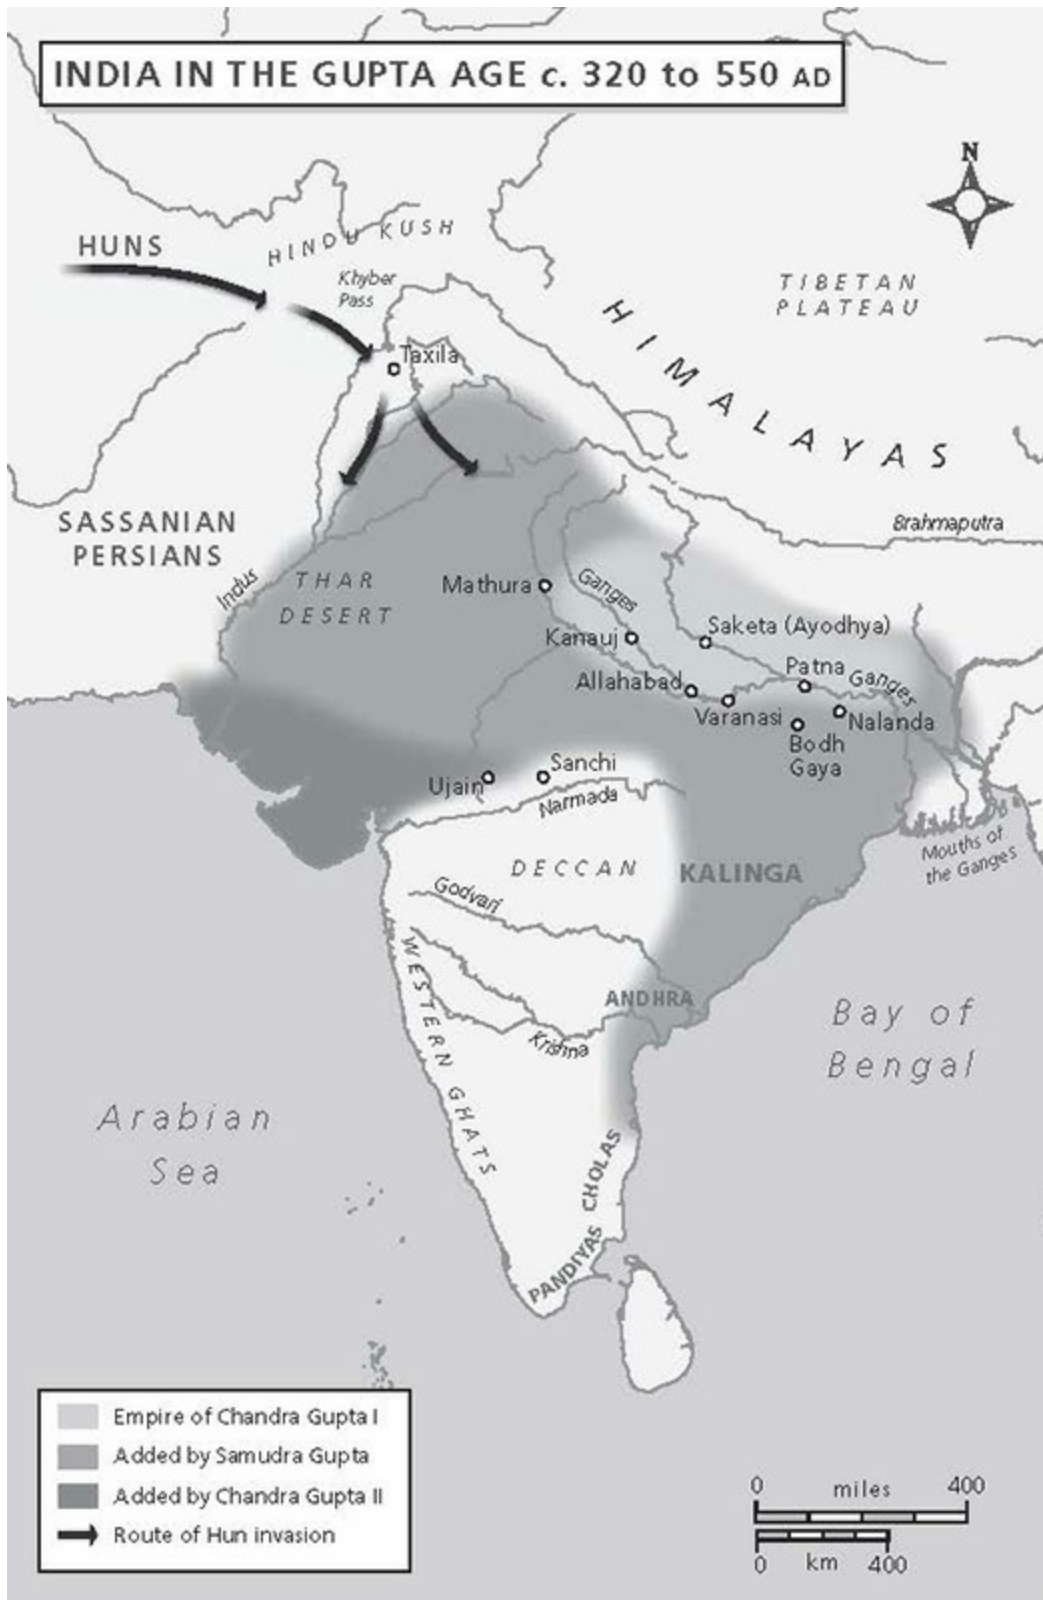 INDIA IN THE GUPTA AGE c. 320 to 550 AD
N
HUNS
HINDU KUSH
Khyber
Pass
TIBETAN
PLATEAU
HIMALAYAS
Taxila
SASSANIAN
PERSIANS
Brahmaputra
Indus
THAR
DESERT
Mathura
Ganges
Kanauj
Saketa (Ayodhya)
Allahabad
Patna
Ganges
Varanasi
Nalanda
Bodh
Gaya
Ujain
Sanchi
Narmada
Mouths of
the Ganges
DECCAN
KALINGA
Godvari
WESTERN GHATS
ANDHRA
Krishna
Bay of
Bengal
Arabian
Sea
CHOLAS
PANDIYAS
Empire of Chandra Gupta I
Added by Samudra Gupta
Added by Chandra Gupta II
Route of Hun invasion
0 miles 400
0 km 400